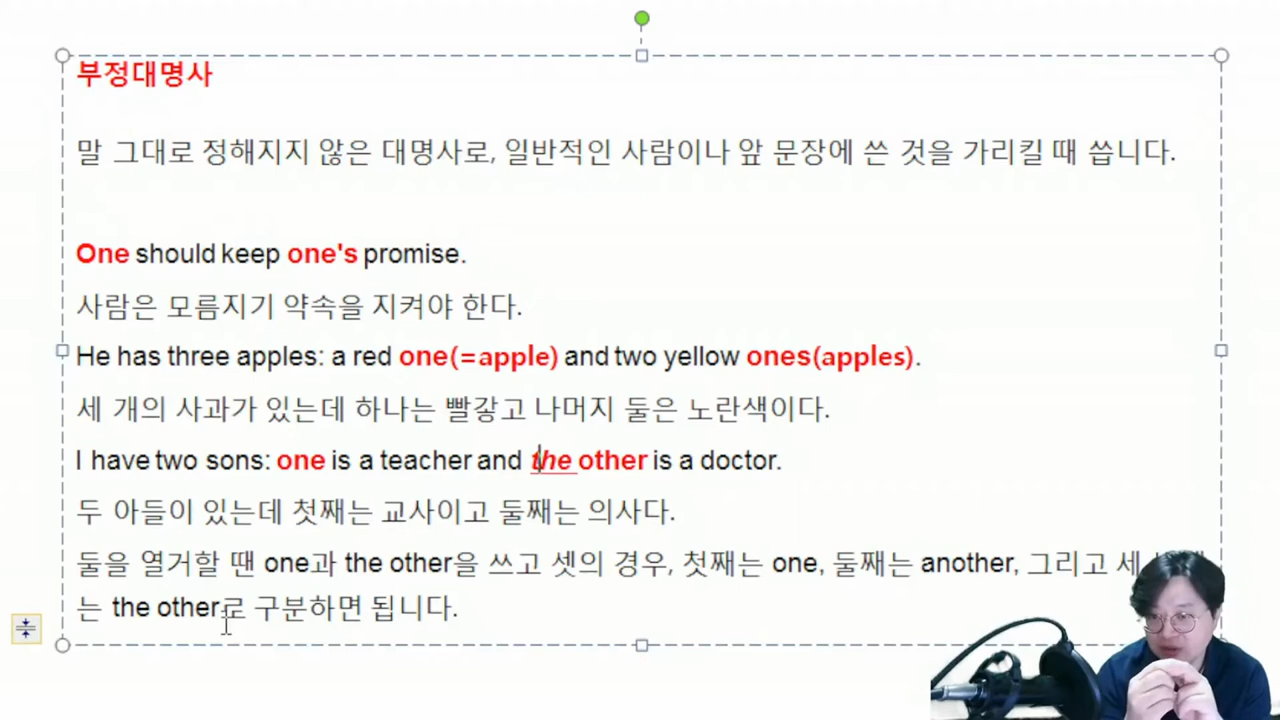 부정대명사
말 그대로 정해지지 않은 대명사로, 일반적인 사람이나 앞 문장에 쓴 것을 가리킬 때 씁니다.
One should keep one's promise.
사람은 모름지기 약속을 지켜야 한다.
He has three apples: a red one(=apple) and two yellow ones(apples).
세 개의 사과가 있는데 하나는 빨갛고 나머지 둘은 노란색이다.
I have two sons: one is a teacher and the other is a doctor.
두 아들이 있는데 첫째는 교사이고 둘째는 의사다.
둘을 열거할 땐 one과 the other을 쓰고 셋의 경우, 첫째는 one, 둘째는 another, 그리고 세
는 the other로 구분하면 됩니다.